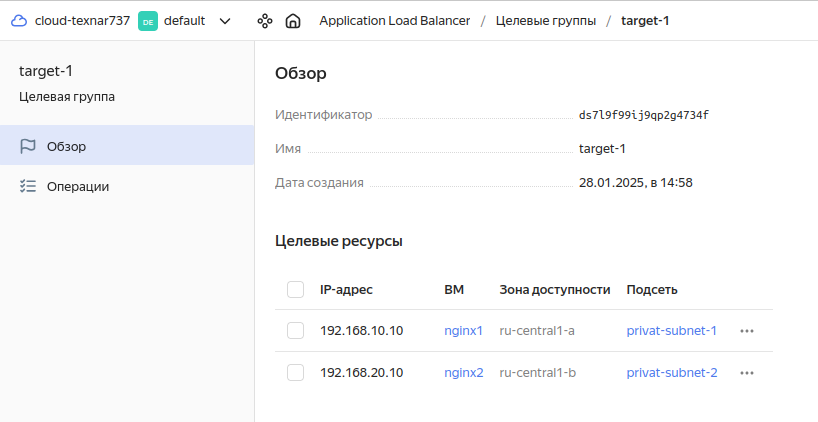 cloud-texnar737 DE default Application Load Balancer / Целевые группы / target-1
target-1
Целевая группа
Обзор
Операции
Обзор
Идентификатор ds7l9f99ij9qp2g4734f
Имя target-1
Дата создания 28.01.2025, в 14:58
Целевые ресурсы
IP-адрес ВМ Зона доступности Подсеть
192.168.10.10 nginx1 ru-central1-a privat-subnet-1
192.168.20.10 nginx2 ru-central1-b privat-subnet-2